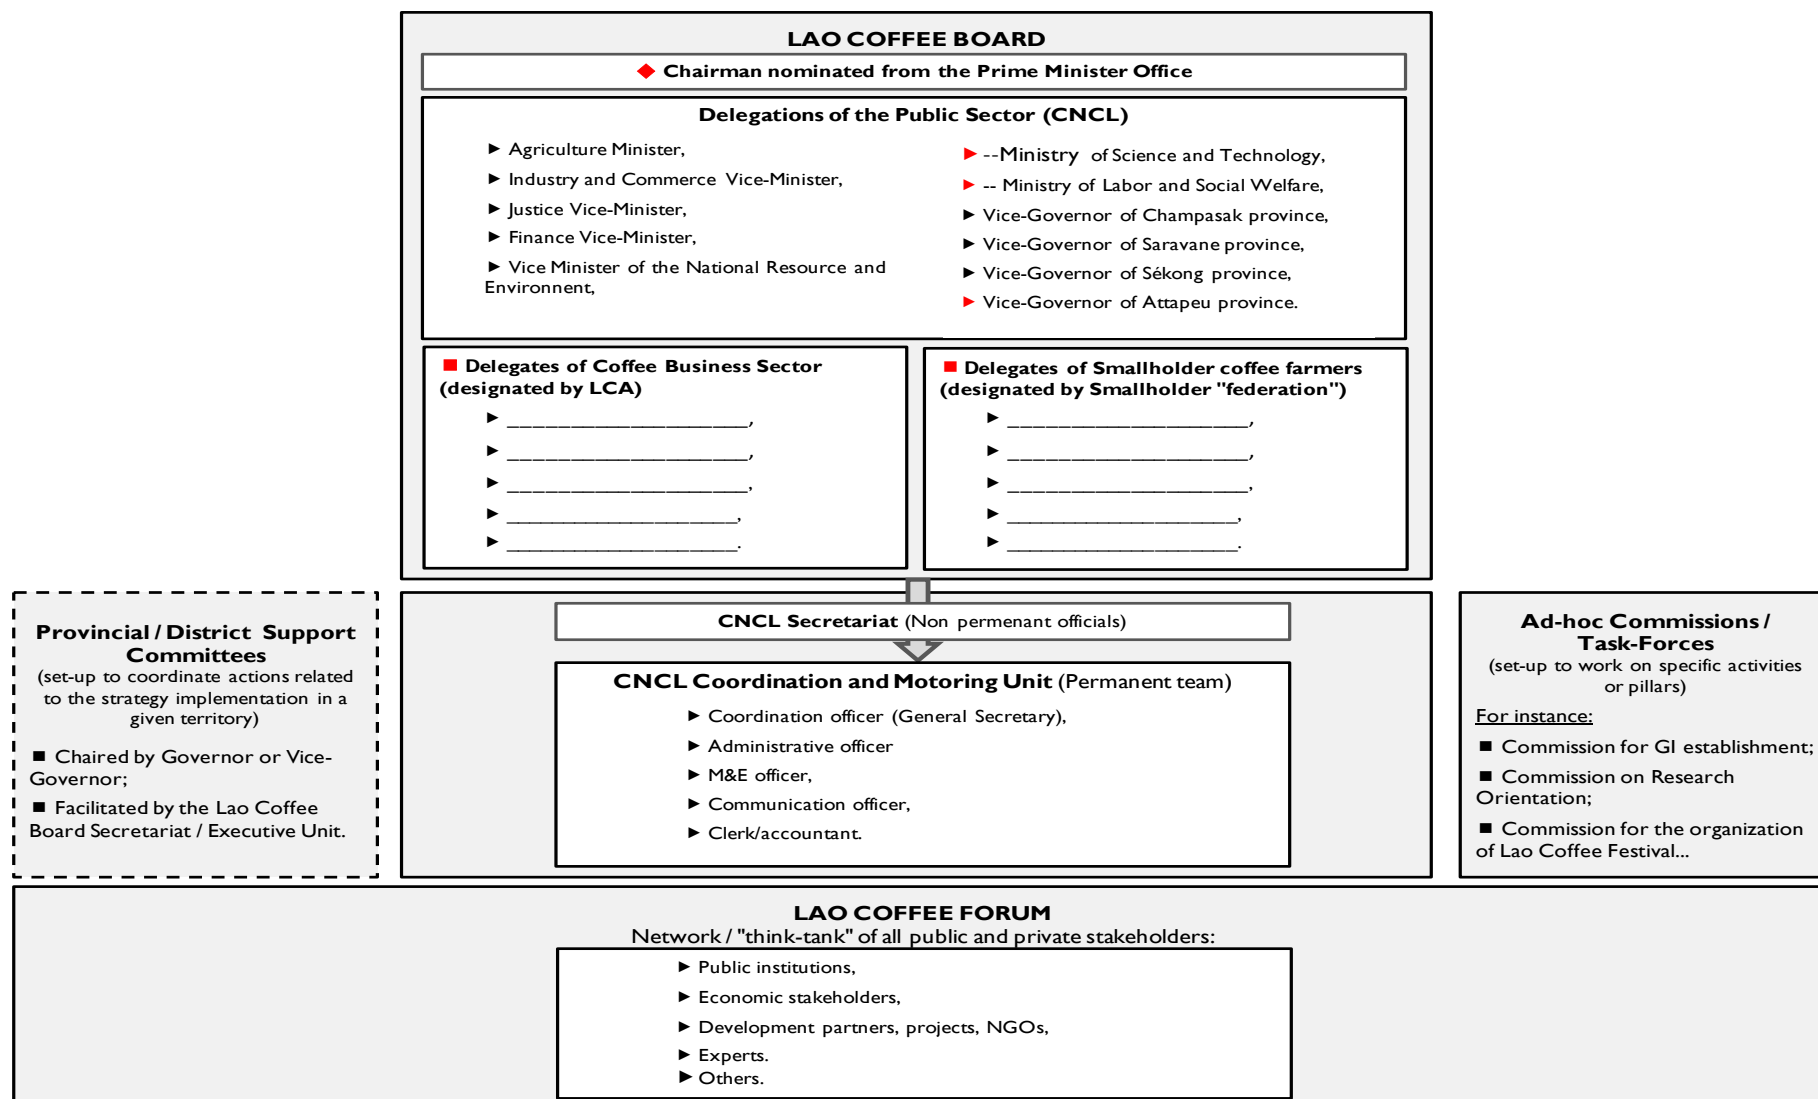 LAO COFFEE BOARD
◆ Chairman nominated from the Prime Minister Office
Delegations of the Public Sector (CNCL)
► Agriculture Minister,
► Industry and Commerce Vice-Minister,
► Justice Vice-Minister,
► Finance Vice-Minister,
► Vice Minister of the National Resource and
Environnent,
► --Ministry of Science and Technology,
► -- Ministry of Labor and Social Welfare,
► Vice-Governor of Champasak province,
► Vice-Governor of Saravane province,
► Vice-Governor of Sékong province,
► Vice-Governor of Attapeu province.
■ Delegates of Coffee Business Sector
(designated by LCA)
► ____________________,
► ____________________,
► ____________________,
► ____________________,
► ____________________.
■ Delegates of Smallholder coffee farmers
(designated by Smallholder "federation")
► ____________________,
► ____________________,
► ____________________,
► ____________________,
► ____________________.
Provincial / District Support
Committees
(set-up to coordinate actions related
to the strategy implementation in a
given territory)
■ Chaired by Governor or Vice-
Governor;
■ Facilitated by the Lao Coffee
Board Secretariat / Executive Unit.
CNCL Secretariat (Non permenant officials)
CNCL Coordination and Motoring Unit (Permanent team)
► Coordination officer (General Secretary),
► Administrative officer
► M&E officer,
► Communication officer,
► Clerk/accountant.
Ad-hoc Commissions /
Task-Forces
(set-up to work on specific activities
or pillars)
For instance:
■ Commission for GI establishment;
■ Commission on Research
Orientation;
■ Commission for the organization
of Lao Coffee Festival...
LAO COFFEE FORUM
Network / "think-tank" of all public and private stakeholders:
► Public institutions,
► Economic stakeholders,
► Development partners, projects, NGOs,
► Experts.
► Others.